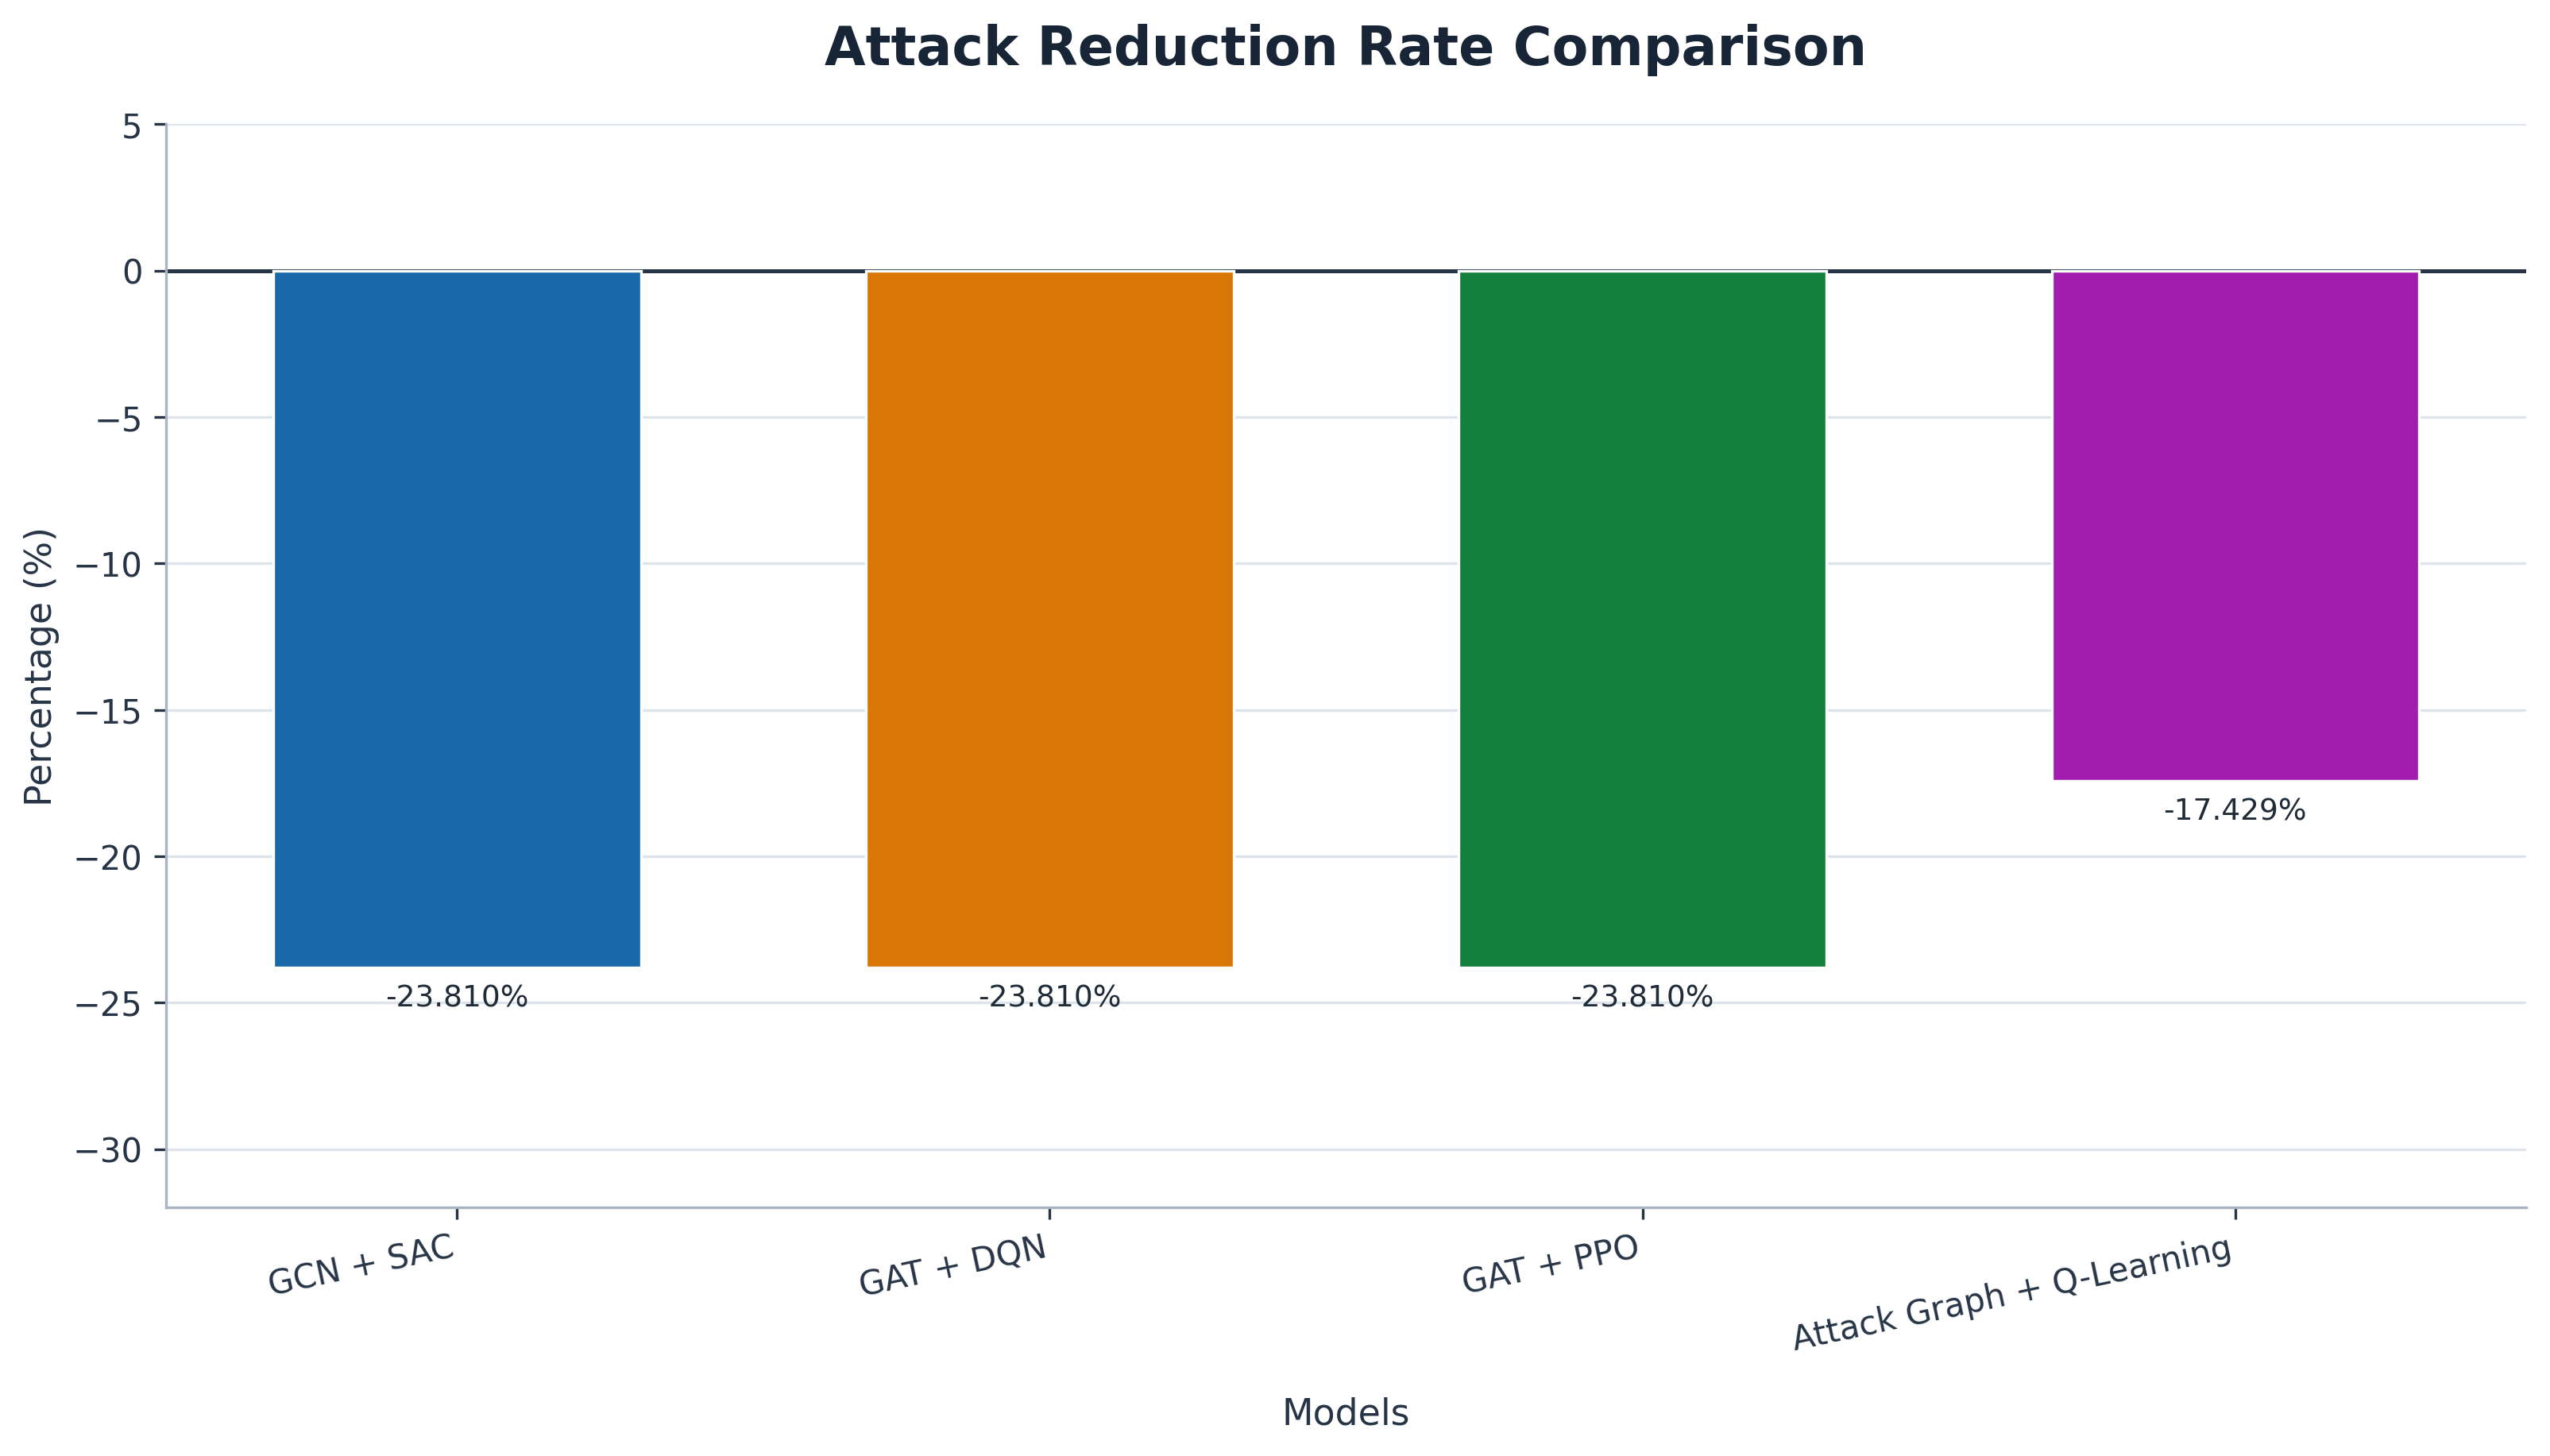 Attack Reduction Rate Comparison
Percentage (%)
5
0
−5
−10
−15
−20
−25
−30
-23.810%
-23.810%
-23.810%
-17.429%
GCN + SAC
GAT + DQN
GAT + PPO
Attack Graph + Q-Learning
Models